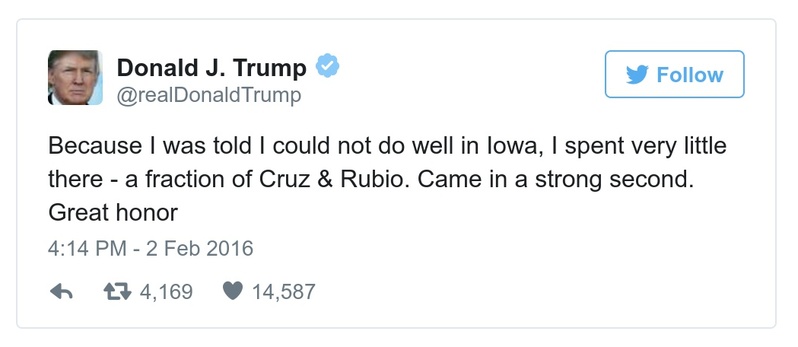 Donald J. Trump
@realDonaldTrump
Follow
Because I was told I could not do well in Iowa, I spent very little
there - a fraction of Cruz & Rubio. Came in a strong second.
Great honor
4:14 PM - 2 Feb 2016
4,169 14,587